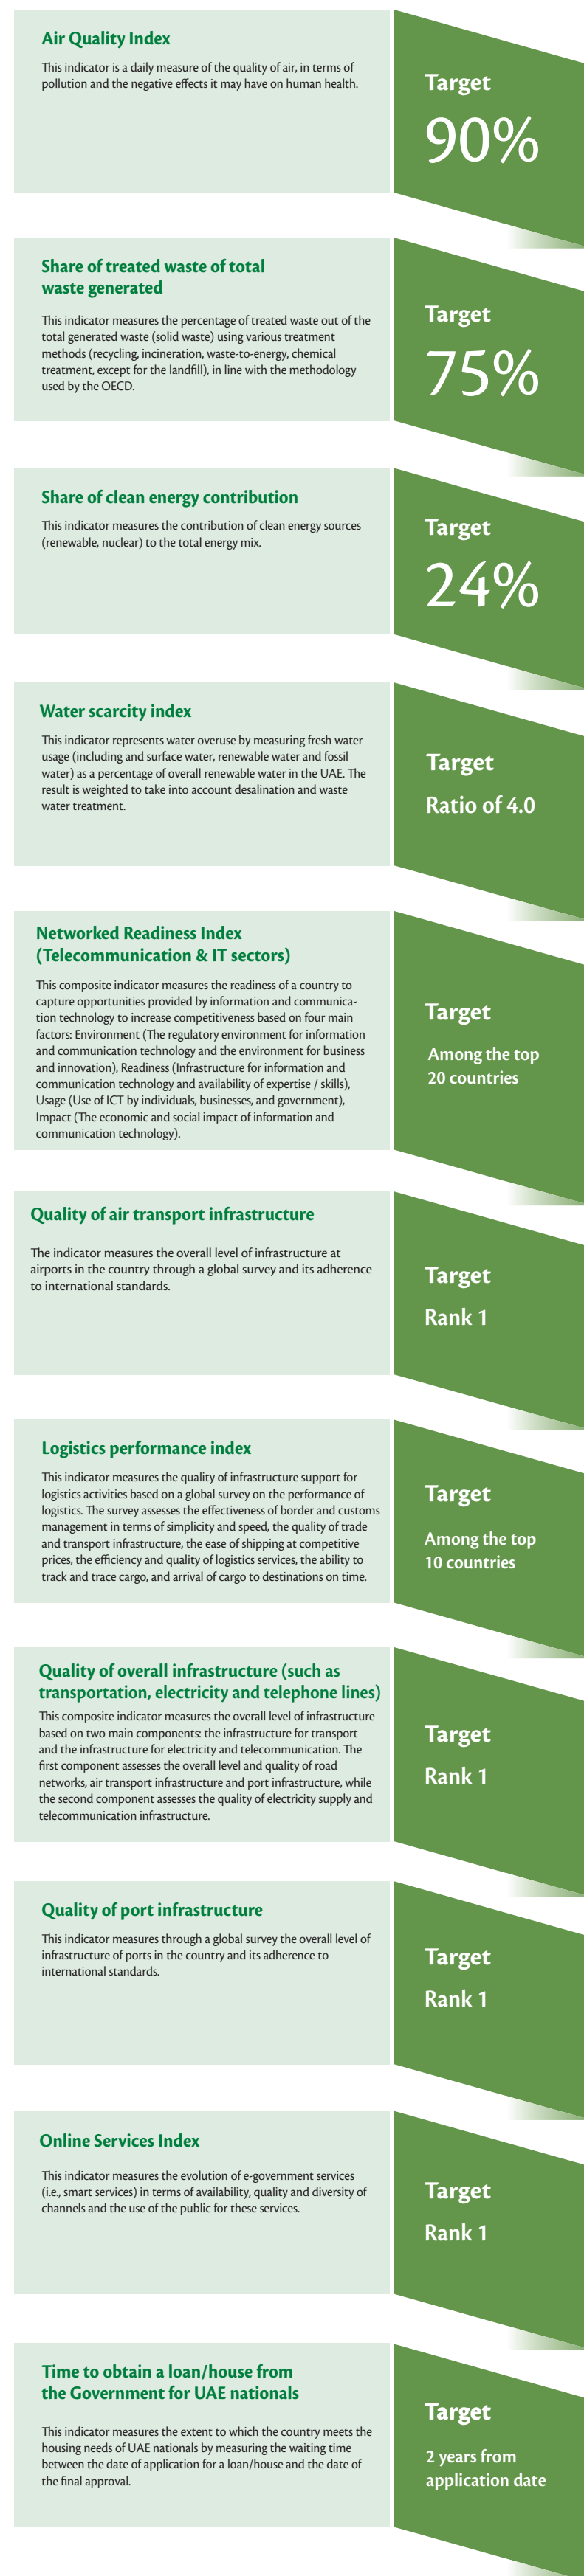 Air Quality Index
This indicator is a daily measure of the quality of air, in terms of
pollution and the negative effects it may have on human health.
Target
90%
Share of treated waste of total
waste generated
This indicator measures the percentage of treated waste out of the
total generated waste (solid waste) using various treatment
methods (recycling, incineration, waste-to-energy, chemical
treatment, except for the landfill), in line with the methodology
used by the OECD.
Target
75%
Share of clean energy contribution
This indicator measures the contribution of clean energy sources
(renewable, nuclear) to the total energy mix.
Target
24%
Water scarcity index
This indicator represents water overuse by measuring fresh water
usage (including and surface water, renewable water and fossil
water) as a percentage of overall renewable water in the UAE. The
result is weighted to take into account desalination and waste
water treatment.
Target
Ratio of 4.0
Networked Readiness Index
(Telecommunication & IT sectors)
This composite indicator measures the readiness of a country to
capture opportunities provided by information and communica-
tion technology to increase competitiveness based on four main
factors: Environment (The regulatory environment for information
and communication technology and the environment for business
and innovation), Readiness (Infrastructure for information and
communication technology and availability of expertise / skills),
Usage (Use of ICT by individuals, businesses, and government),
Impact (The economic and social impact of information and
communication technology).
Target
Among the top
20 countries
Quality of air transport infrastructure
The indicator measures the overall level of infrastructure at
airports in the country through a global survey and its adherence
to international standards.
Target
Rank 1
Logistics performance index
This indicator measures the quality of infrastructure support for
logistics activities based on a global survey on the performance of
logistics. The survey assesses the effectiveness of border and customs
management in terms of simplicity and speed, the quality of trade
and transport infrastructure, the ease of shipping at competitive
prices, the efficiency and quality of logistics services, the ability to
track and trace cargo, and arrival of cargo to destinations on time.
Target
Among the top
10 countries
Quality of overall infrastructure (such as
transportation, electricity and telephone lines)
This composite indicator measures the overall level of infrastructure
based on two main components: the infrastructure for transport
and the infrastructure for electricity and telecommunication. The
first component assesses the overall level and quality of road
networks, air transport infrastructure and port infrastructure, while
the second component assesses the quality of electricity supply and
telecommunication infrastructure.
Target
Rank 1
Quality of port infrastructure
This indicator measures through a global survey the overall level of
infrastructure of ports in the country and its adherence to
international standards.
Target
Rank 1
Online Services Index
This indicator measures the evolution of e-government services
(i.e., smart services) in terms of availability, quality and diversity of
channels and the use of the public for these services.
Target
Rank 1
Time to obtain a loan/house from
the Government for UAE nationals
This indicator measures the extent to which the country meets the
housing needs of UAE nationals by measuring the waiting time
between the date of application for a loan/house and the date of
the final approval.
Target
2 years from
application date